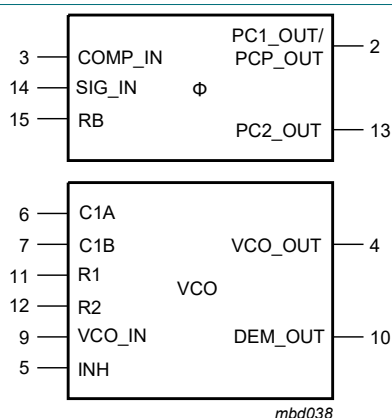 PC1_OUT/
PCP_OUT
2
3
COMP_IN
14
SIG_IN
Φ
15
RB
PC2_OUT
13
6
C1A
7
C1B
VCO_OUT
4
11
R1
VCO
12
R2
9
VCO_IN
DEM_OUT
10
5
INH
mbd038